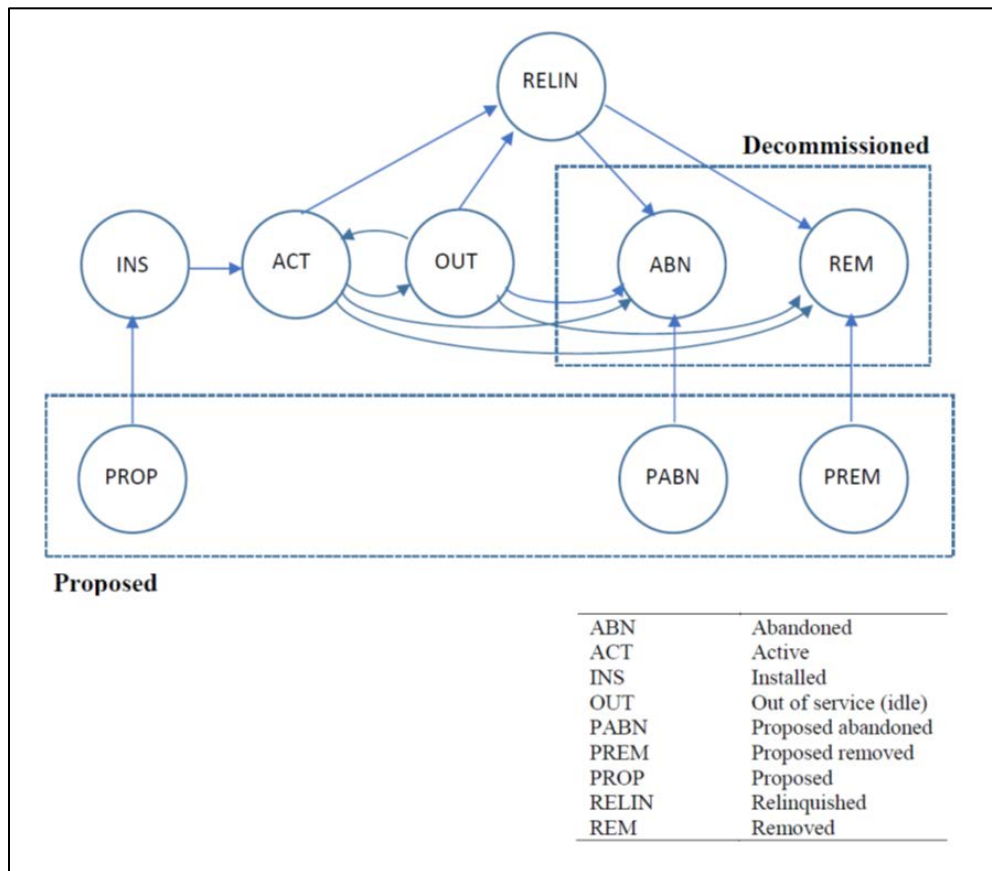 RELIN
Decommissioned
INS
ACT
OUT
ABN
REM
PROP
PABN
PREM
Proposed
ABN Abandoned
ACT Active
INS Installed
OUT Out of service (idle)
PABN Proposed abandoned
PREM Proposed removed
PROP Proposed
RELIN Relinquished
REM Removed